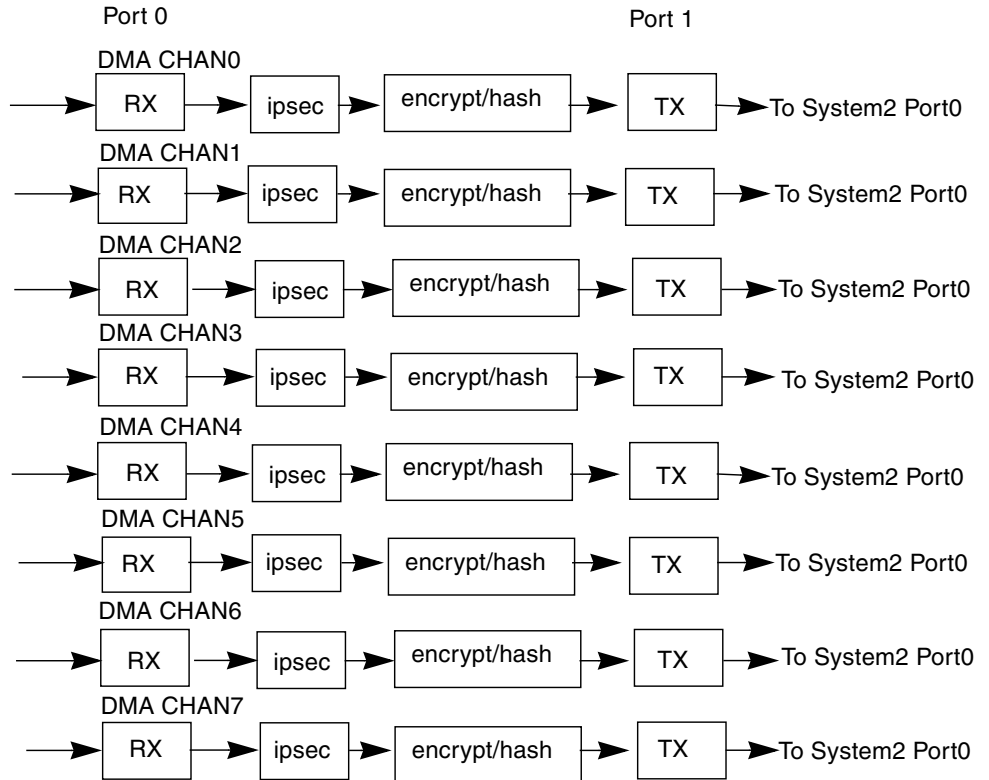 Port 0 Port 1
DMA CHAN0
RX ipsec encrypt/hash TX To System2 Port0
DMA CHAN1
RX ipsec encrypt/hash TX To System2 Port0
DMA CHAN2
RX ipsec encrypt/hash TX To System2 Port0
DMA CHAN3
RX ipsec encrypt/hash TX To System2 Port0
DMA CHAN4
RX ipsec encrypt/hash TX To System2 Port0
DMA CHAN5
RX ipsec encrypt/hash TX To System2 Port0
DMA CHAN6
RX ipsec encrypt/hash TX To System2 Port0
DMA CHAN7
RX ipsec encrypt/hash TX To System2 Port0